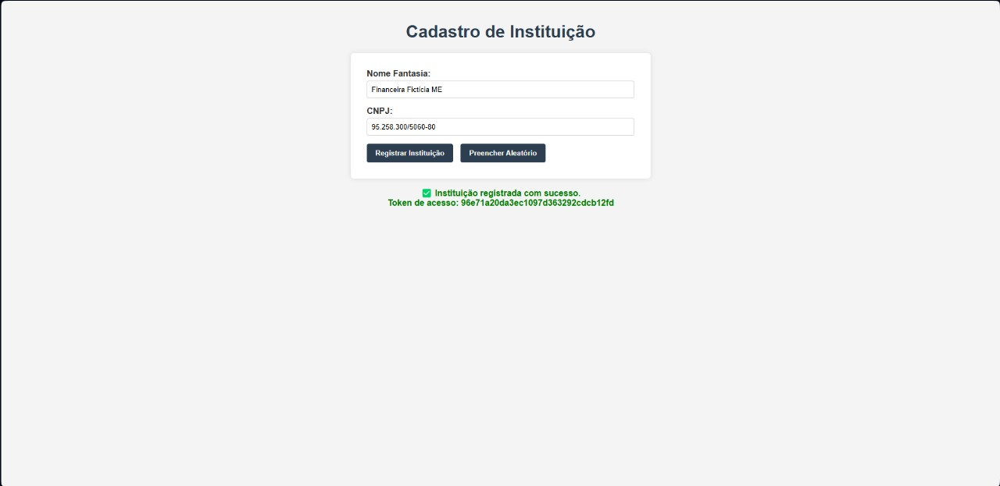 Cadastro de Instituição
Nome Fantasia:
Financeira Fictícia ME
CNPJ:
95.258.300/5060-80
Registrar Instituição Preencher Aleatório
✅ Instituição registrada com sucesso.
Token de acesso: 96e71a20da3ec1097d363292cdcb12fd